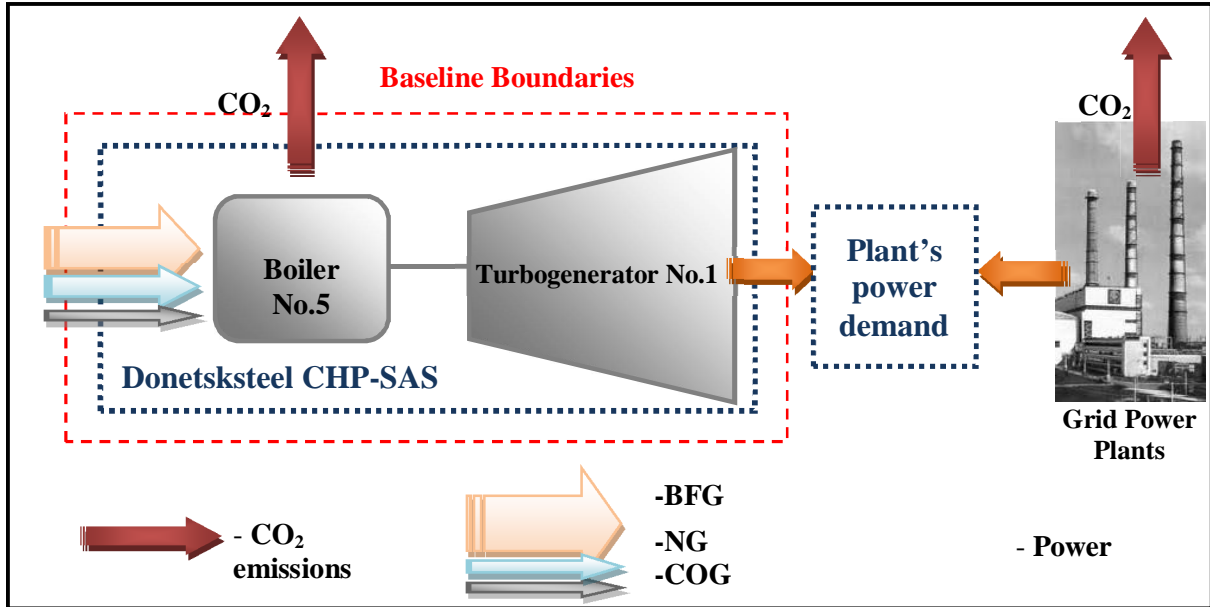 Baseline Boundaries
CO₂
CO₂
Boiler
No.5
Turbogenerator No.1
Plant's
power
demand
Donetsksteel CHP-SAS
Grid Power
Plants
-BFG
- CO₂
emissions
-NG
-COG
- Power